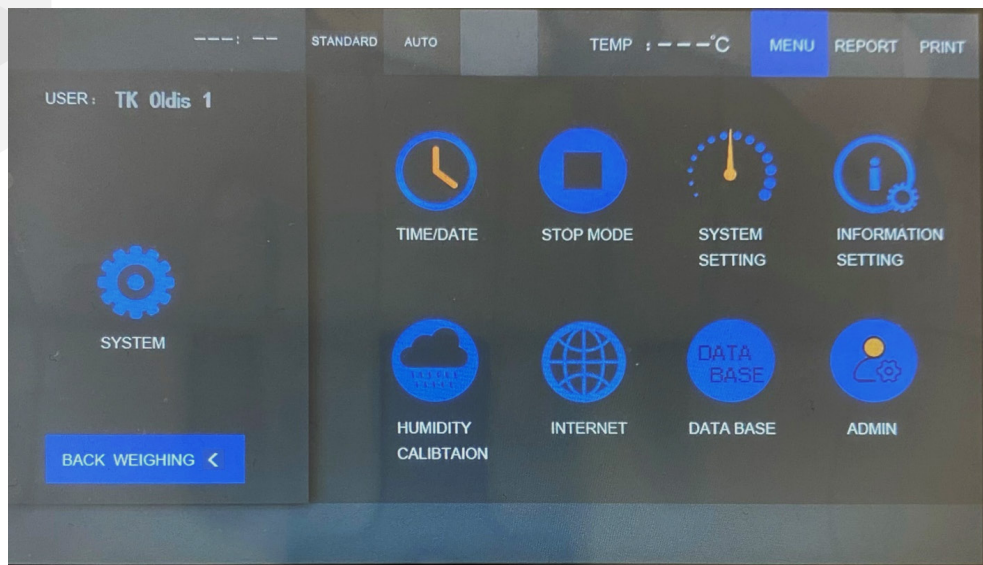 ---: --
STANDARD
AUTO
TEMP :---°C
MENU
REPORT
PRINT
USER: TK Oldis 1
TIME/DATE
STOP MODE
SYSTEM
SETTING
INFORMATION
SETTING
SYSTEM
HUMIDITY
CALIBTAION
INTERNET
DATA
BASE
DATA BASE
ADMIN
BACK WEIGHING <